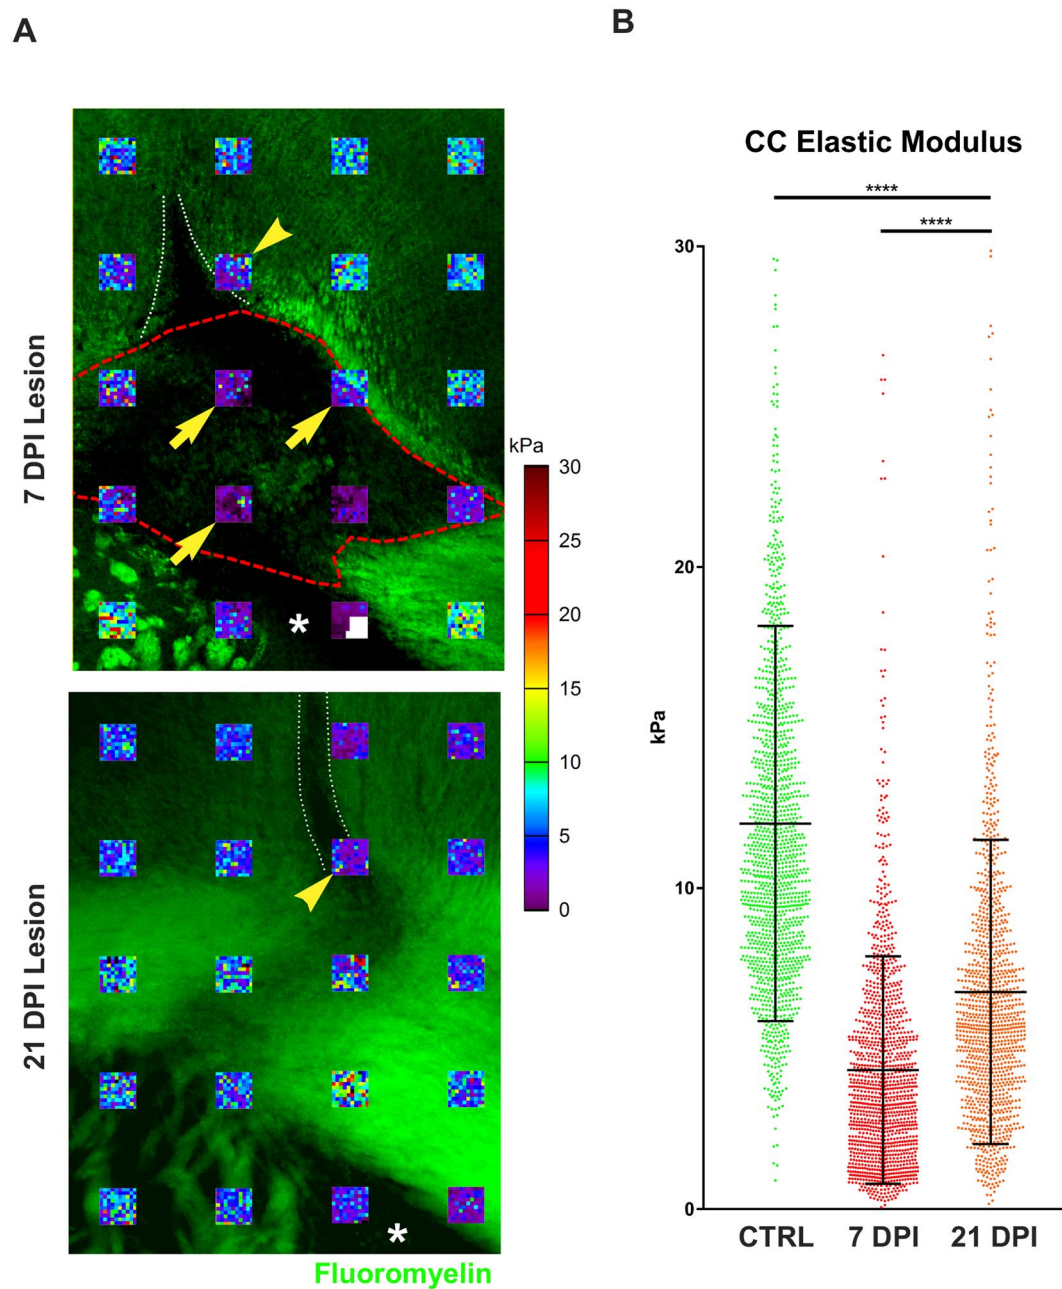 A
B
CC Elastic Modulus
****
****
7 DPI Lesion
*
kPa
30
25
20
15
10
5
0
21 DPI Lesion
*
Fluoromyelin
kPa
30
20
10
0
CTRL
7 DPI
21 DPI